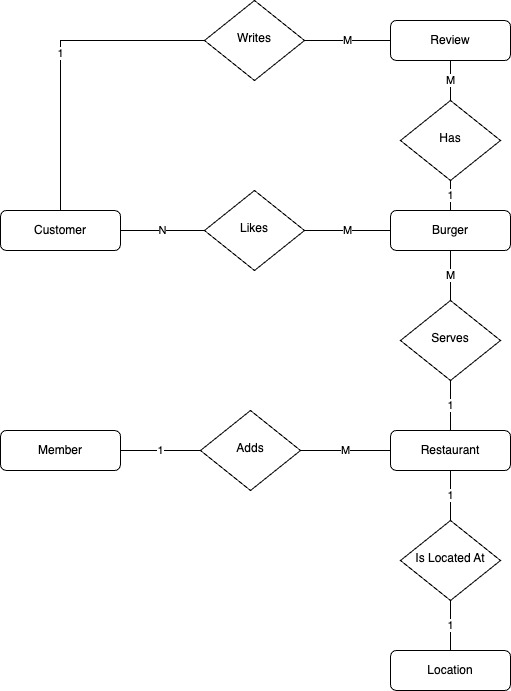 Writes
M
Review
1
M
Has
1
Customer
N
Likes
M
Burger
M
Serves
1
Member
1
Adds
M
Restaurant
1
Is Located At
1
Location